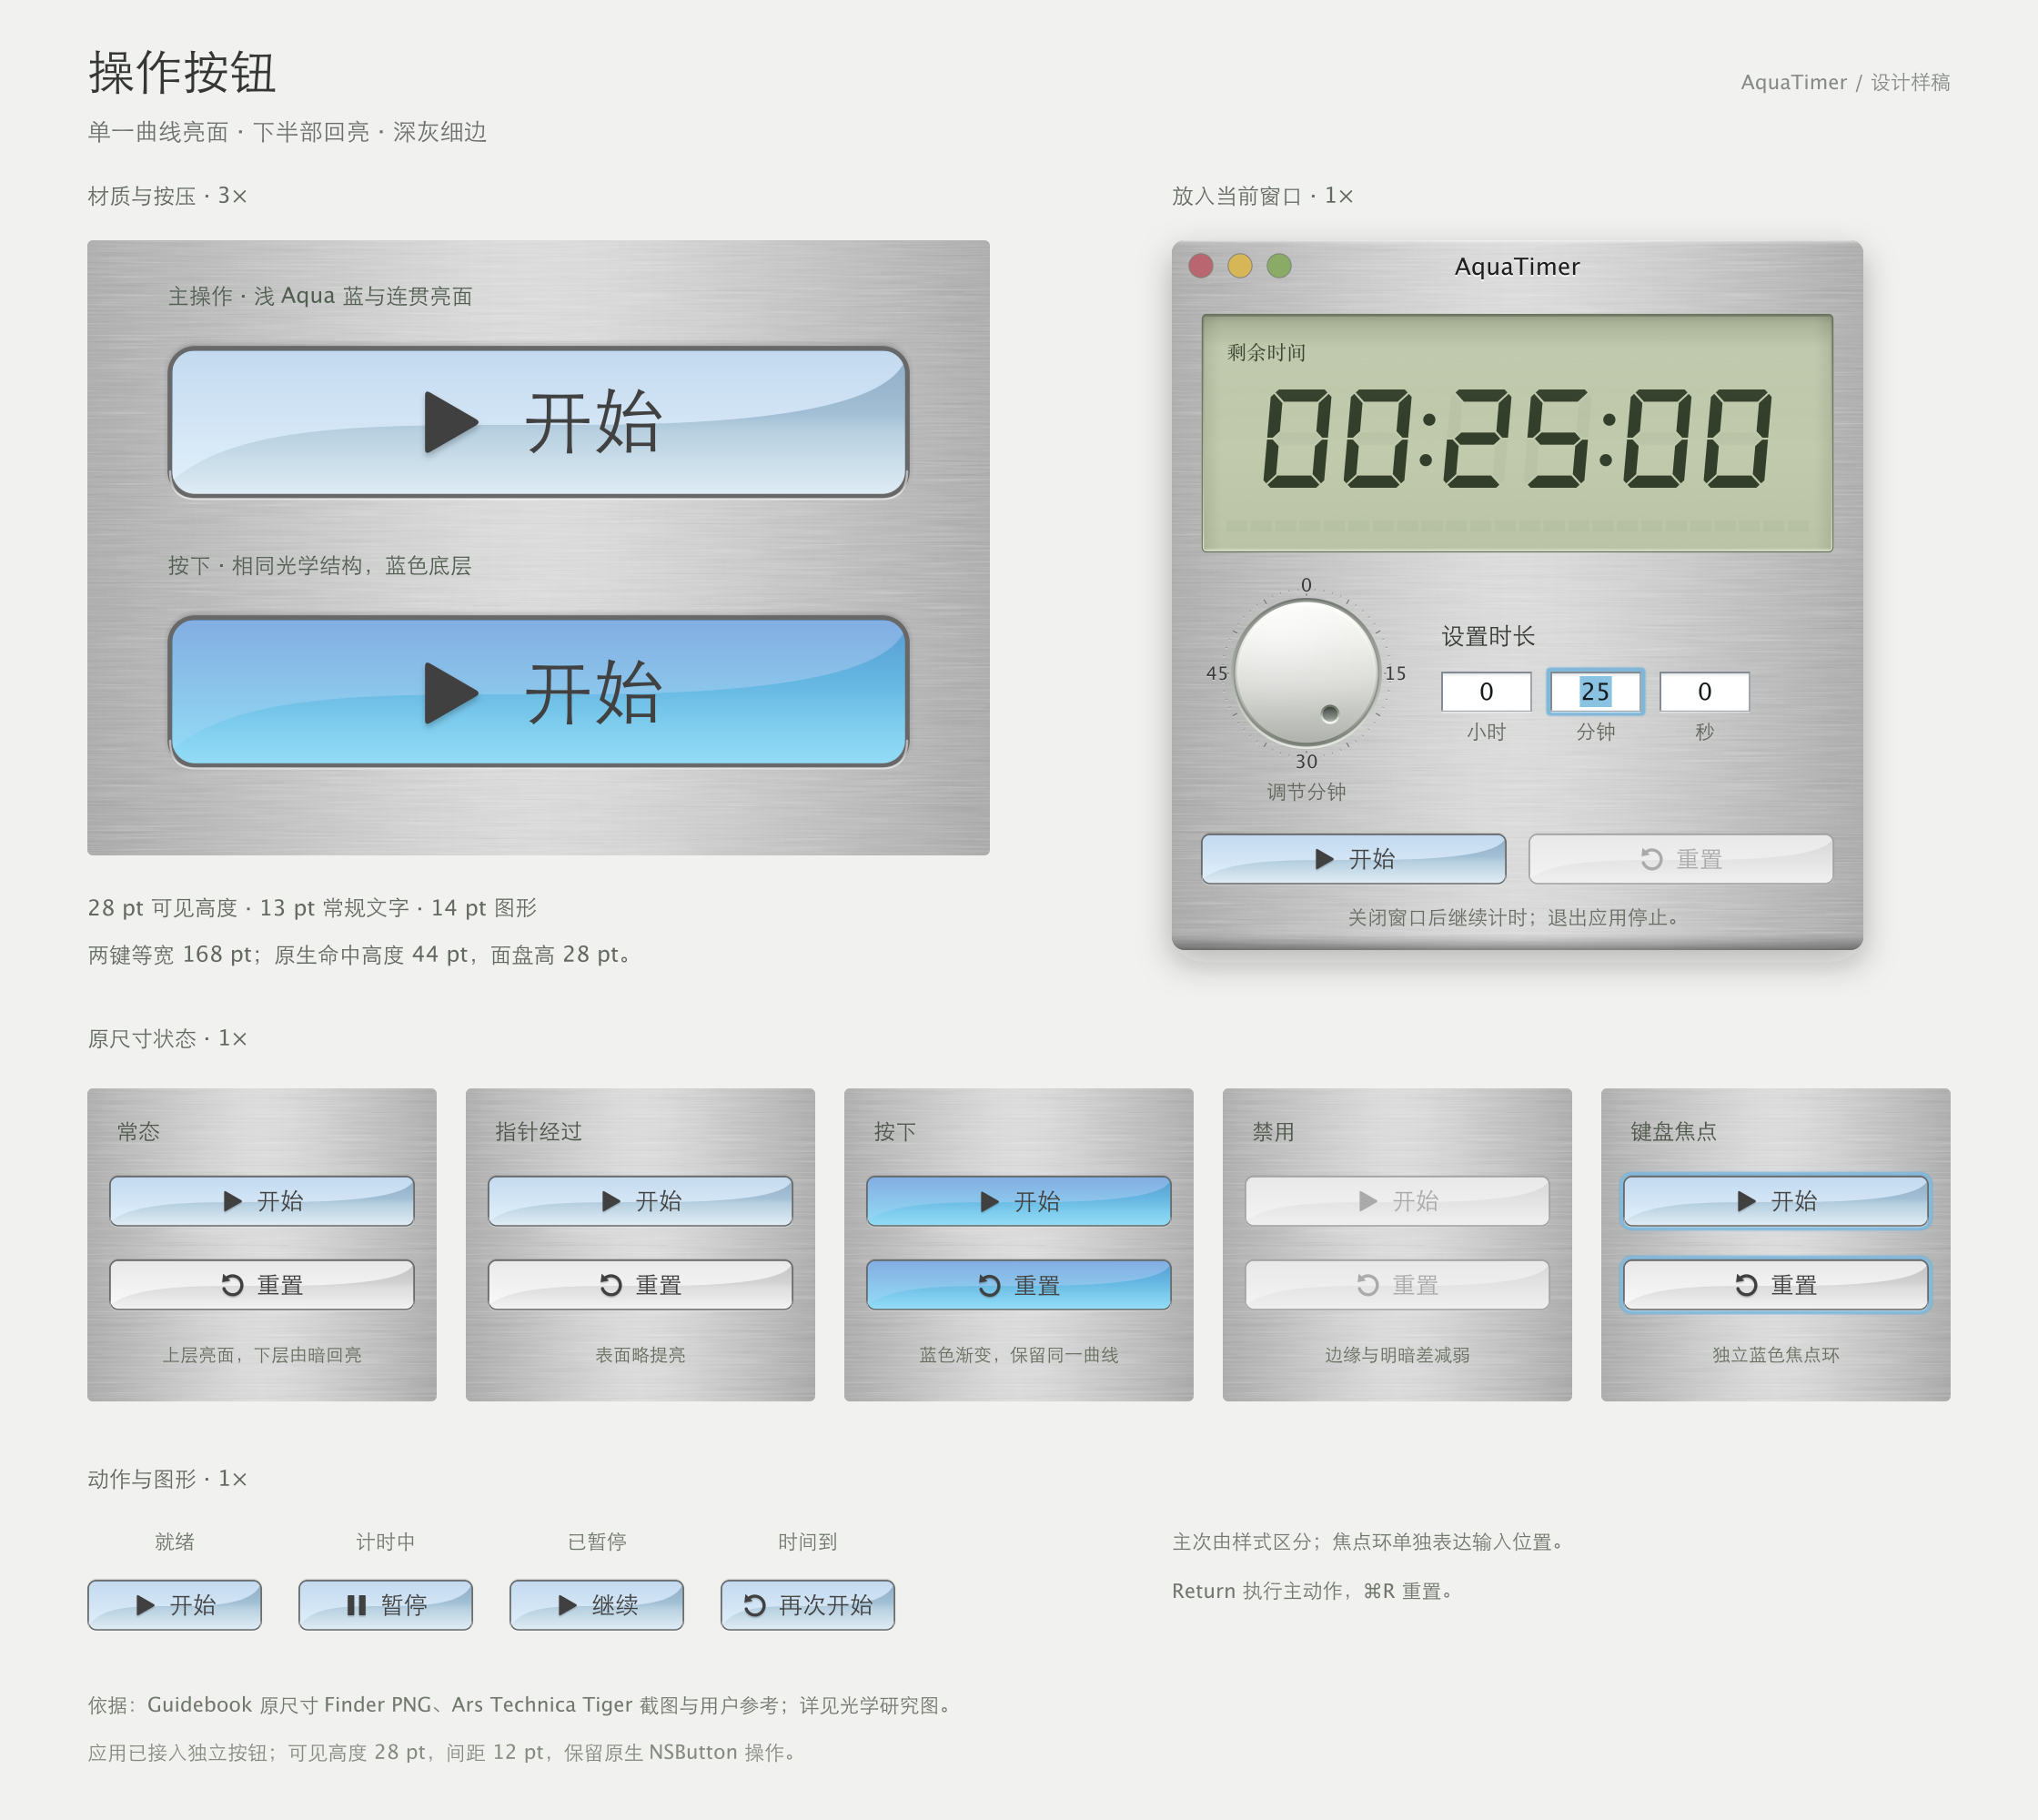 操作按钮
AquaTimer / 设计样稿
单一曲线亮面 · 下半部回亮 · 深灰细边
材质与按压 · 3×
主操作 · 浅 Aqua 蓝与连贯亮面
开始
按下 · 相同光学结构，蓝色底层
开始
28 pt 可见高度 · 13 pt 常规文字 · 14 pt 图形
两键等宽 168 pt；原生命中高度 44 pt，面盘高 28 pt。
放入当前窗口 · 1×
AquaTimer
剩余时间
00:25:00
0
45
15
30
调节分钟
设置时长
0 25 0
小时 分钟 秒
开始 重置
关闭窗口后继续计时；退出应用停止。
原尺寸状态 · 1×
常态
开始
重置
上层亮面，下层由暗回亮
指针经过
开始
重置
表面略提亮
按下
开始
重置
蓝色渐变，保留同一曲线
禁用
开始
重置
边缘与明暗差减弱
键盘焦点
开始
重置
独立蓝色焦点环
动作与图形 · 1×
就绪 计时中 已暂停 时间到
开始 暂停 继续 再次开始
主次由样式区分；焦点环单独表达输入位置。
Return 执行主动作，⌘R 重置。
依据：Guidebook 原尺寸 Finder PNG、Ars Technica Tiger 截图与用户参考；详见光学研究图。
应用已接入独立按钮；可见高度 28 pt，间距 12 pt，保留原生 NSButton 操作。